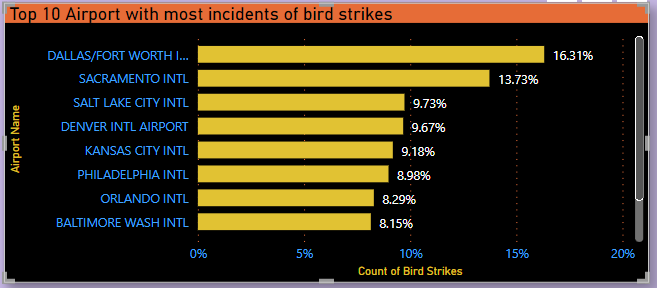 Top 10 Airport with most incidents of bird strikes
Airport Name
DALLAS/FORT WORTH I... 16.31%
SACRAMENTO INTL 13.73%
SALT LAKE CITY INTL 9.73%
DENVER INTL AIRPORT 9.67%
KANSAS CITY INTL 9.18%
PHILADELPHIA INTL 8.98%
ORLANDO INTL 8.29%
BALTIMORE WASH INTL 8.15%
0% 5% 10% 15% 20%
Count of Bird Strikes